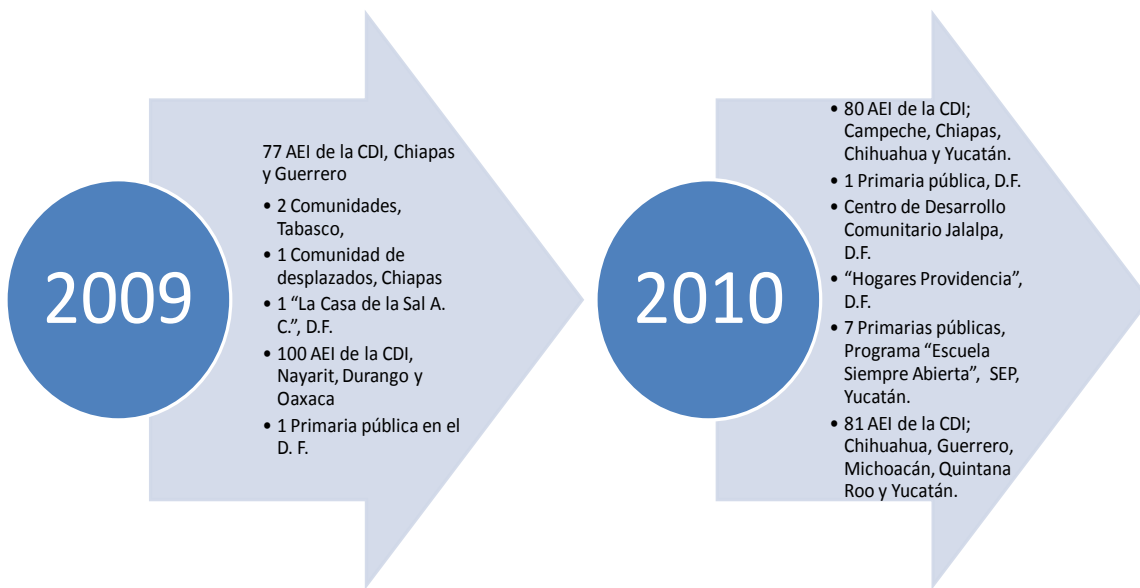 2009
77 AEI de la CDI, Chiapas
y Guerrero
• 2 Comunidades,
Tabasco,
• 1 Comunidad de
desplazados, Chiapas
• 1 “La Casa de la Sal A.
C.”, D.F.
• 100 AEI de la CDI,
Nayarit, Durango y
Oaxaca
• 1 Primaria pública en el
D. F.
2010
• 80 AEI de la CDI;
Campeche, Chiapas,
Chihuahua y Yucatán.
• 1 Primaria pública, D.F.
• Centro de Desarrollo
Comunitario Jalalpa,
D.F.
• “Hogares Providencia”,
D.F.
• 7 Primarias públicas,
Programa “Escuela
Siempre Abierta”, SEP,
Yucatán.
• 81 AEI de la CDI;
Chihuahua, Guerrero,
Michoacán, Quintana
Roo y Yucatán.